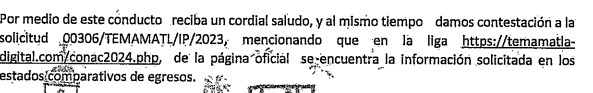 Por medio de este conducto reciba un cordial saludo, y al mismo tiempo damos contestación a la
solicitud 00306/TEMAMATL/IP/2023, mencionando que en la liga https://temamatla-
digital.com/conac2024.php, de la página oficial se encuentra la información solicitada en los
estados comparativos de egresos.